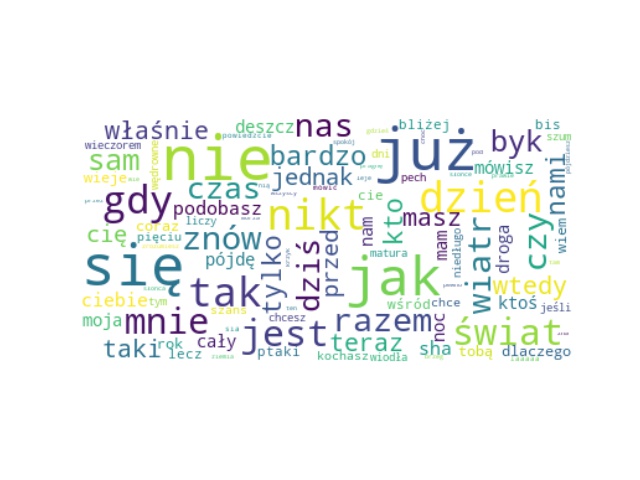 właśnie
powiedzcie
deszcz
nas
bliżej
bis
wieczorem
wędrowne
nie
bardzo
dni
już
byk
szum
sam
wieje
jednak
pech
mówisz
nami
gdy
czas
cie
dzień
podobasz
nikt
masz
cię
coraz
pięciu
liczy
znów
tylko
dziś
przed
nam
kto
mam
niedługo
wiatr
droga
czy
wiem
się
pójdę
matura
jak
tak
ciebie
tym
szans
chcesz
wśród
chce
wtedy
ktoś
jeśli
moja
mnie
jest
razem
noc
świat
taki
rok
lecz
cały
ptaki
teraz
kochasz
wiodła
sha
tobą
dlaczego